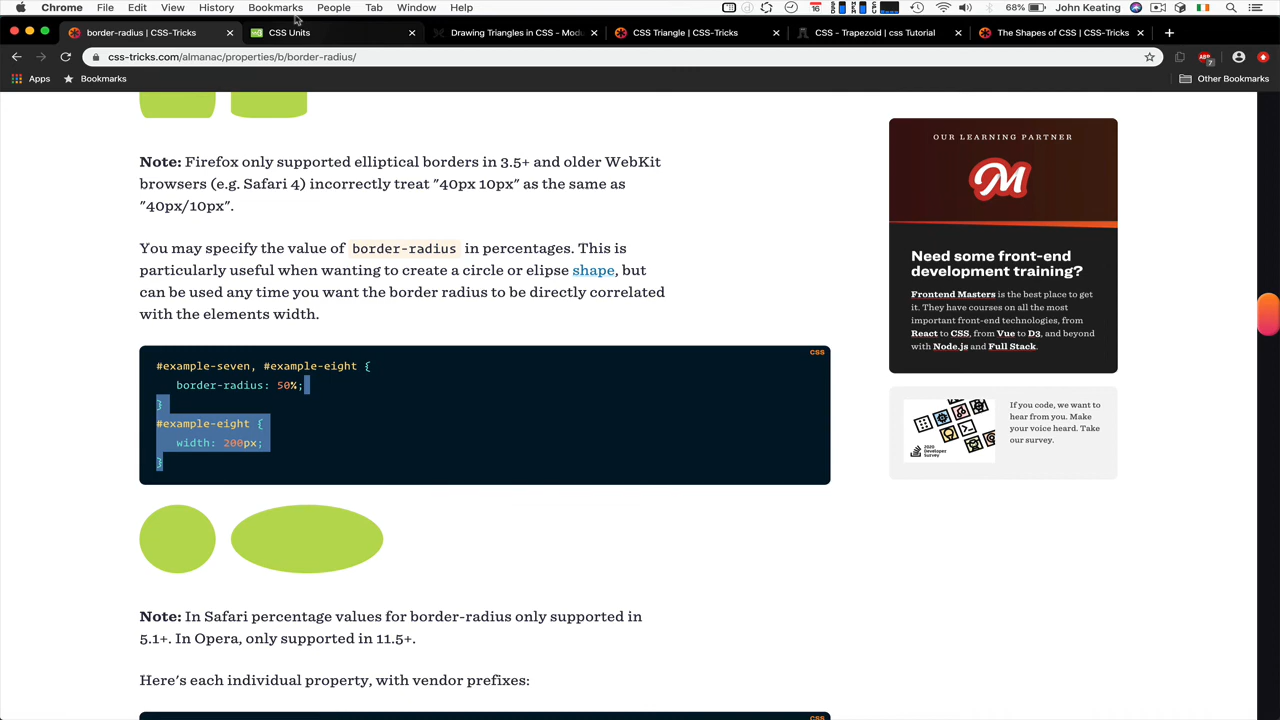 Chrome File Edit View History Bookmarks People Tab Window Help 16 68% John Keating
border-radius | CSS-Tricks CSS Units Drawing Triangles in CSS - Mod CSS Triangle | CSS-Tricks CSS - Trapezoid | css Tutorial The Shapes of CSS | CSS-Tricks
css-tricks.com/almanac/properties/b/border-radius/
Apps Bookmarks Other Bookmarks
Note: Firefox only supported elliptical borders in 3.5+ and older WebKit
browsers (e.g. Safari 4) incorrectly treat "40px 10px" as the same as
"40px/10px".
You may specify the value of border-radius in percentages. This is
particularly useful when wanting to create a circle or elipse shape, but
can be used any time you want the border radius to be directly correlated
with the elements width.
CSS
#example-seven, #example-eight {
border-radius: 50%;
}
#example-eight {
width: 200px;
}
Note: In Safari percentage values for border-radius only supported in
5.1+. In Opera, only supported in 11.5+.
Here's each individual property, with vendor prefixes:
CSS
OUR LEARNING PARTNER
M
Need some front-end
development training?
Frontend Masters is the best place to get
it. They have courses on all the most
important front-end technologies, from
React to CSS, from Vue to D3, and beyond
with Node.js and Full Stack.
2020
Developer
Survey
If you code, we want to
hear from you. Make
your voice heard. Take
our survey.